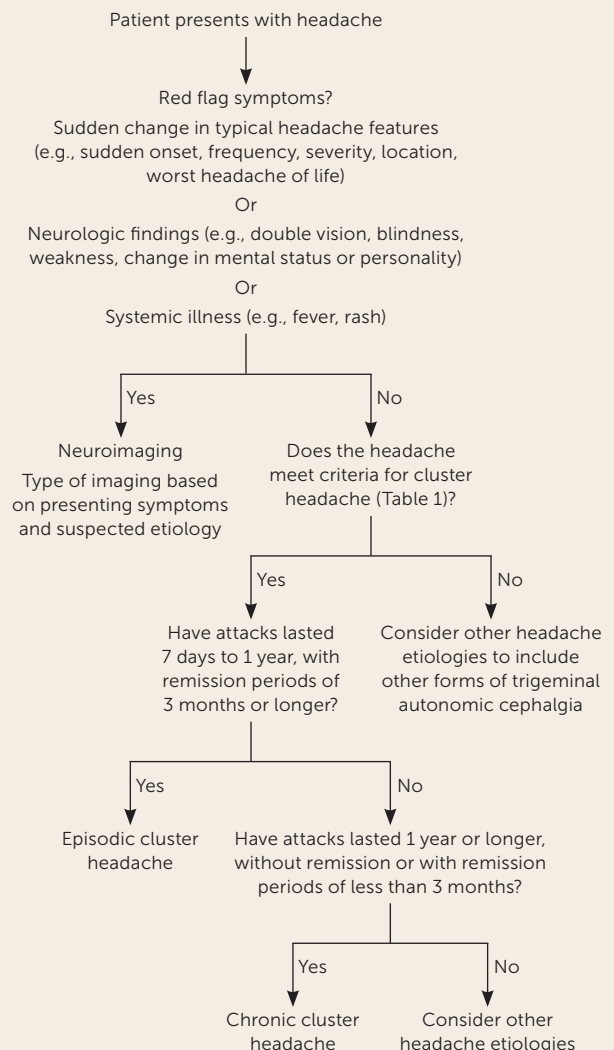 Patient presents with headache
Red flag symptoms?
Sudden change in typical headache features
(e.g., sudden onset, frequency, severity, location,
worst headache of life)
Or
Neurologic findings (e.g., double vision, blindness,
weakness, change in mental status or personality)
Or
Systemic illness (e.g., fever, rash)
Yes
No
Neuroimaging
Type of imaging based
on presenting symptoms
and suspected etiology
Does the headache
meet criteria for cluster
headache (Table 1)?
Yes
No
Have attacks lasted
7 days to 1 year, with
remission periods of
3 months or longer?
Consider other headache
etiologies to include
other forms of trigeminal
autonomic cephalgia
Yes
No
Episodic cluster
headache
Have attacks lasted 1 year or longer,
without remission or with remission
periods of less than 3 months?
Yes
No
Chronic cluster
headache
Consider other
headache etiologies